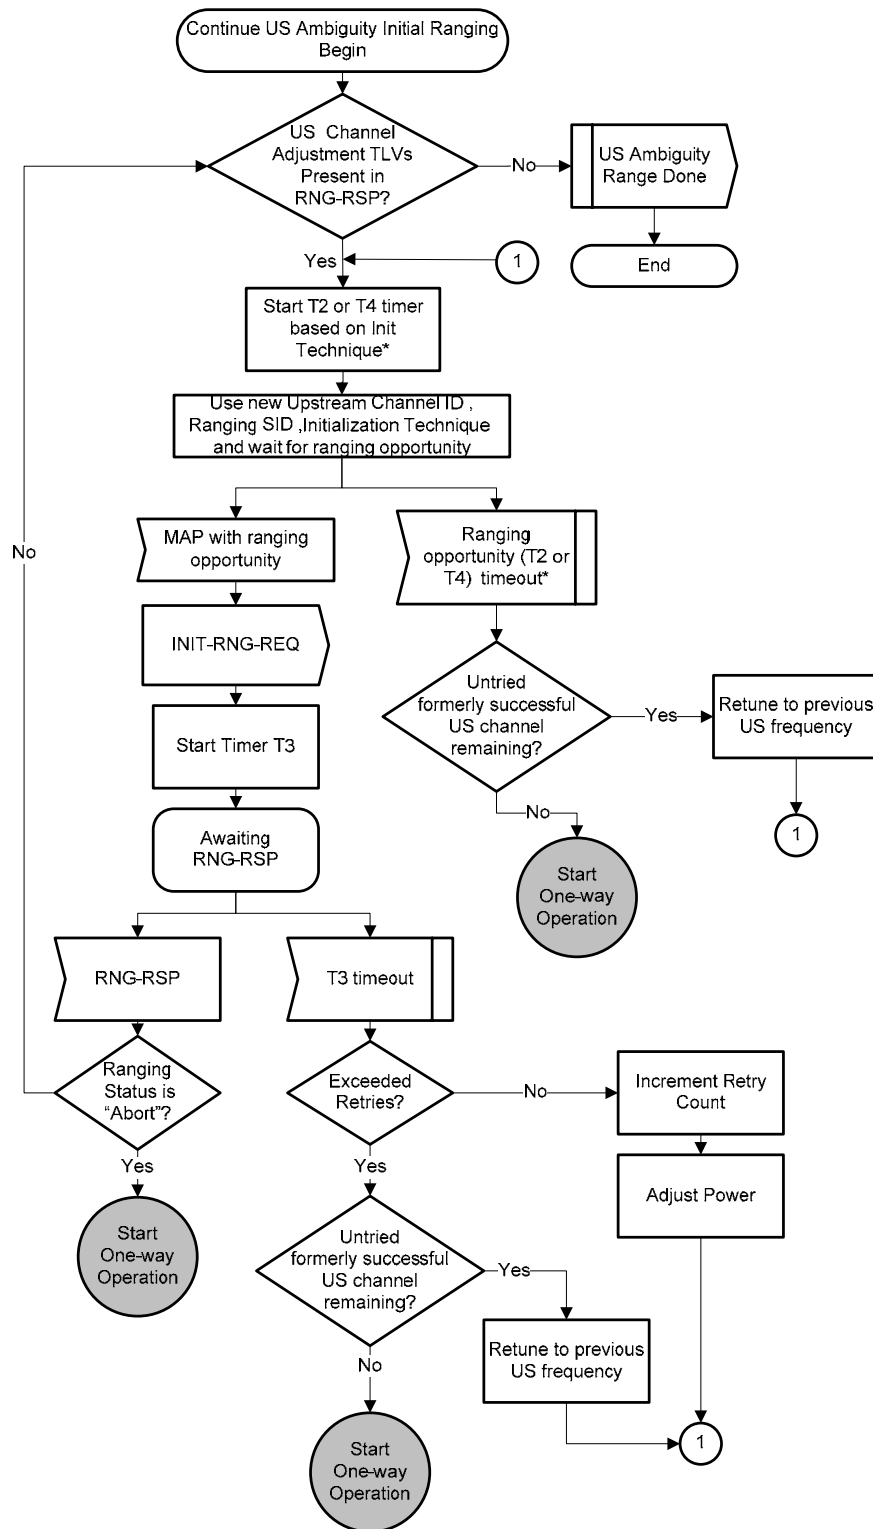 Continue US Ambiguity Initial Ranging
Begin
US Channel
Adjustment TLVs
Present in
RNG-RSP?
No
US Ambiguity
Range Done
Yes
1
End
Start T2 or T4 timer
based on Init
Technique*
Use new Upstream Channel ID ,
Ranging SID ,Initialization Technique
and wait for ranging opportunity
No
MAP with ranging
opportunity
Ranging
opportunity (T2 or
T4) timeout*
INIT-RNG-REQ
Untried
formerly successful
US channel
remaining?
Yes
Retune to previous
US frequency
Start Timer T3
No
1
Awaiting
RNG-RSP
Start
One-way
Operation
RNG-RSP
T3 timeout
Ranging
Status is
“Abort”?
Exceeded
Retries?
No
Increment Retry
Count
Yes
Yes
Adjust Power
Start
One-way
Operation
Untried
formerly successful
US channel
remaining?
Yes
Retune to previous
US frequency
No
1
Start
One-way
Operation